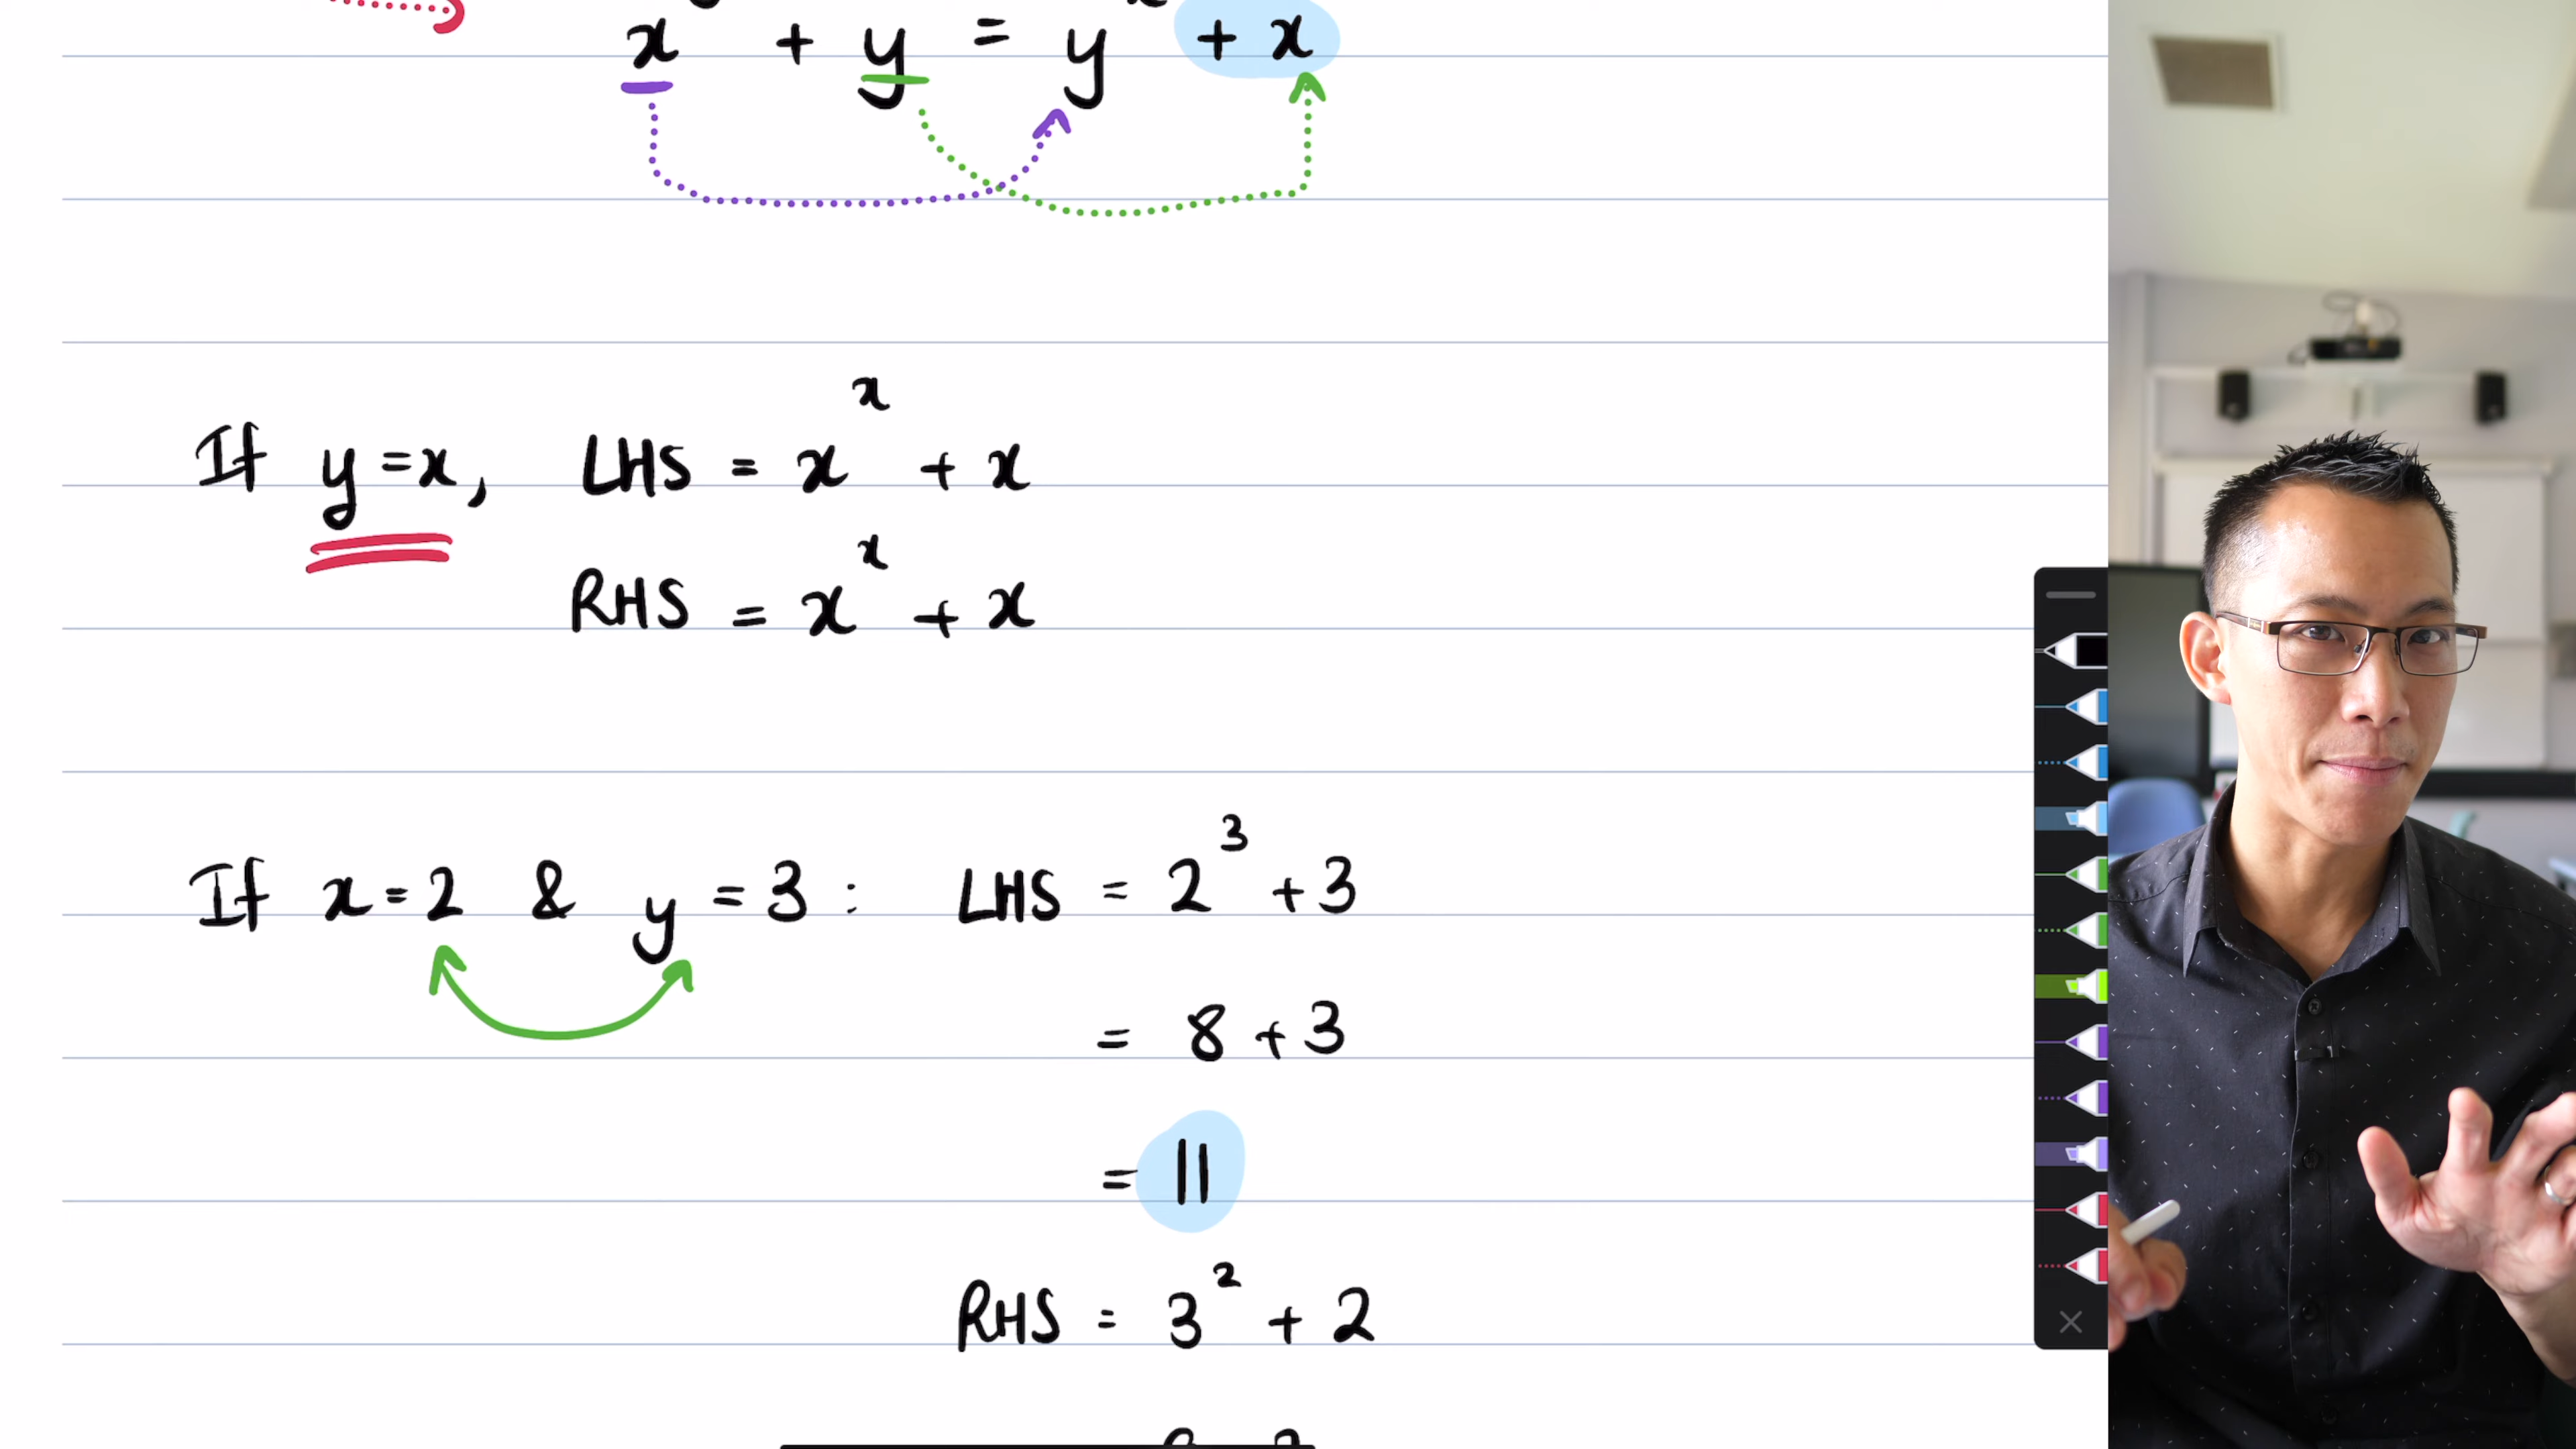 x + y = y + x
If y = x, LHS = x^x + x
RHS = x^x + x
If x = 2 & y = 3 : LHS = 2^3 + 3
= 8 + 3
= 11
RHS = 3^2 + 2